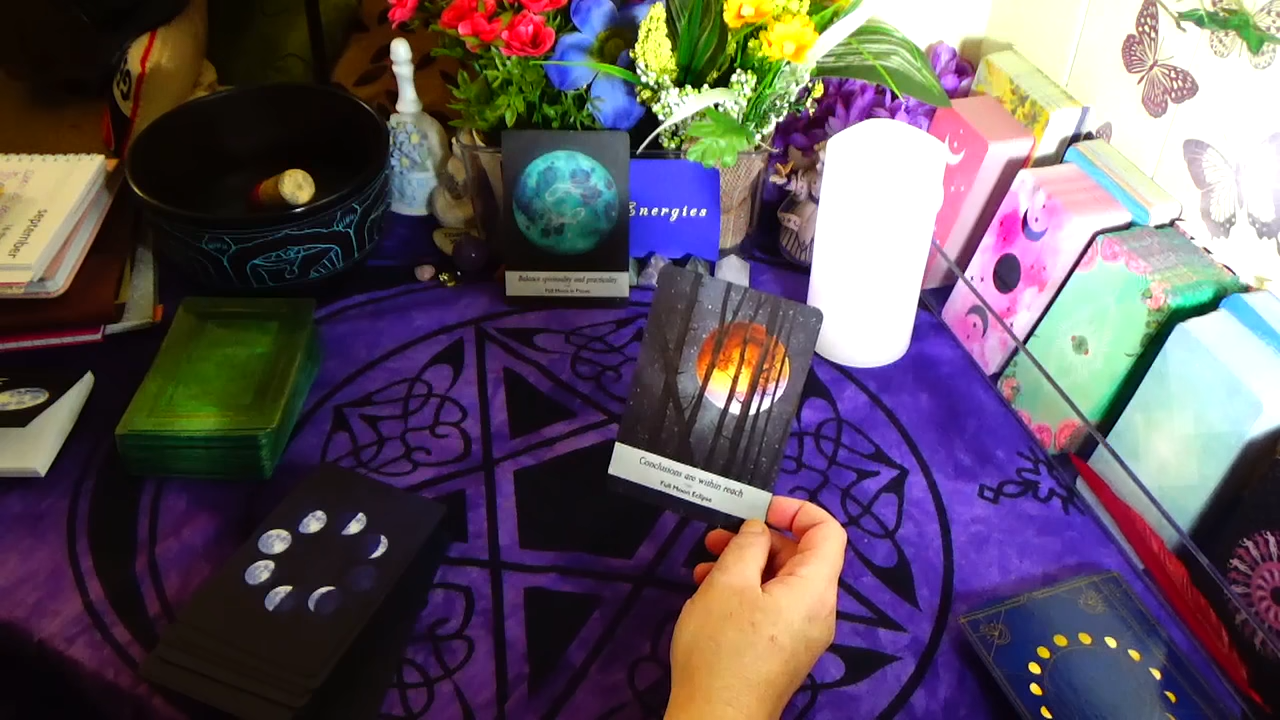 september
Energies
Balance spirituality and practicality
Full Moon in Pisces
Conclusions are within reach
Full Moon Eclipse